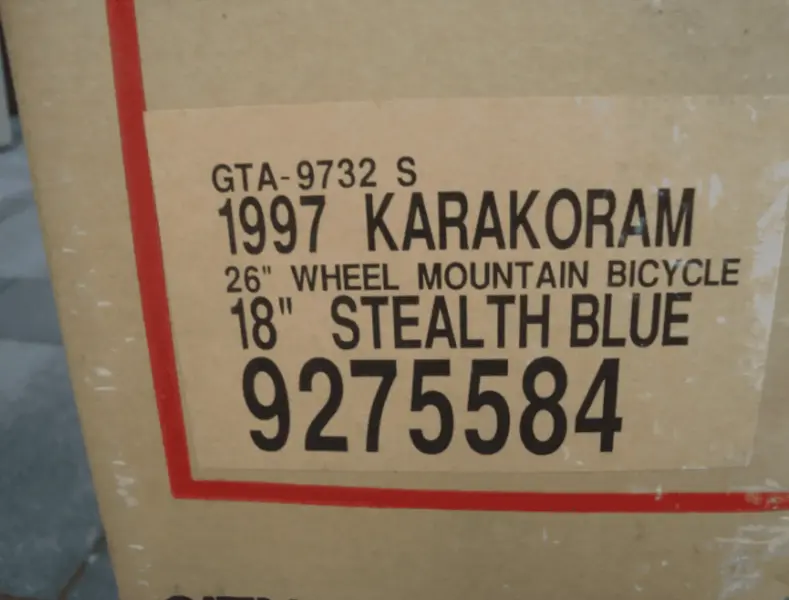 GTA-9732 S
1997 KARAKORAM
26" WHEEL MOUNTAIN BICYCLE
18" STEALTH BLUE
9275584